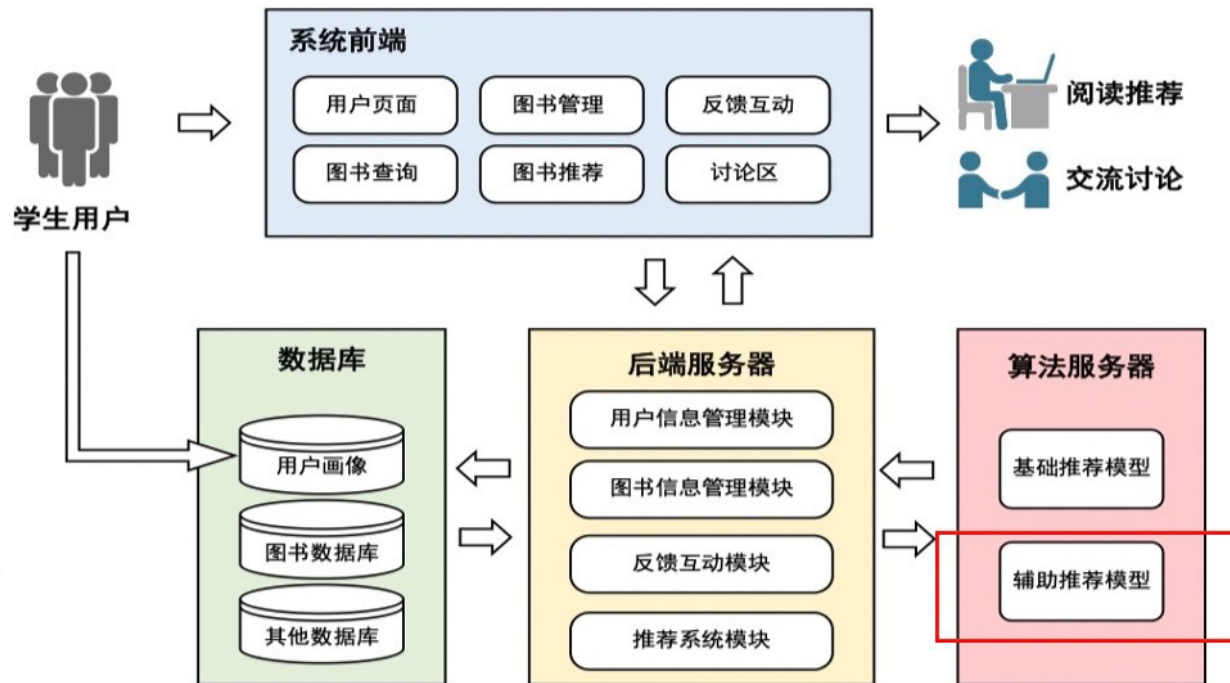 系统前端
用户页面
图书管理
反馈互动
图书查询
图书推荐
讨论区
学生用户
阅读推荐
交流讨论
数据库
用户画像
图书数据库
其他数据库
后端服务器
用户信息管理模块
图书信息管理模块
反馈互动模块
推荐系统模块
算法服务器
基础推荐模型
辅助推荐模型